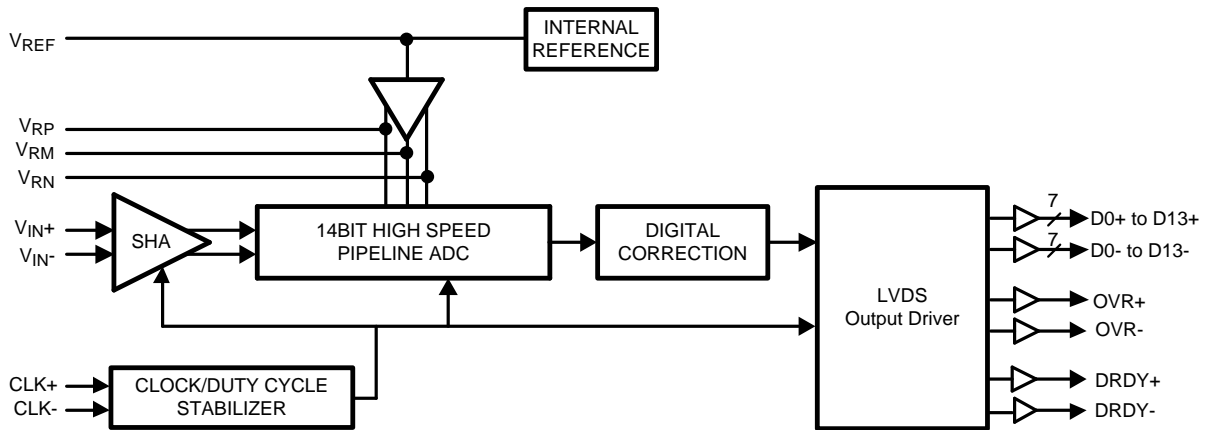 VREF
INTERNAL
REFERENCE
VRP
VRM
VRN
VIN+
VIN-
SHA
14BIT HIGH SPEED
PIPELINE ADC
DIGITAL
CORRECTION
LVDS
Output Driver
7
D0+ to D13+
7
D0- to D13-
OVR+
OVR-
DRDY+
DRDY-
CLK+
CLK-
CLOCK/DUTY CYCLE
STABILIZER